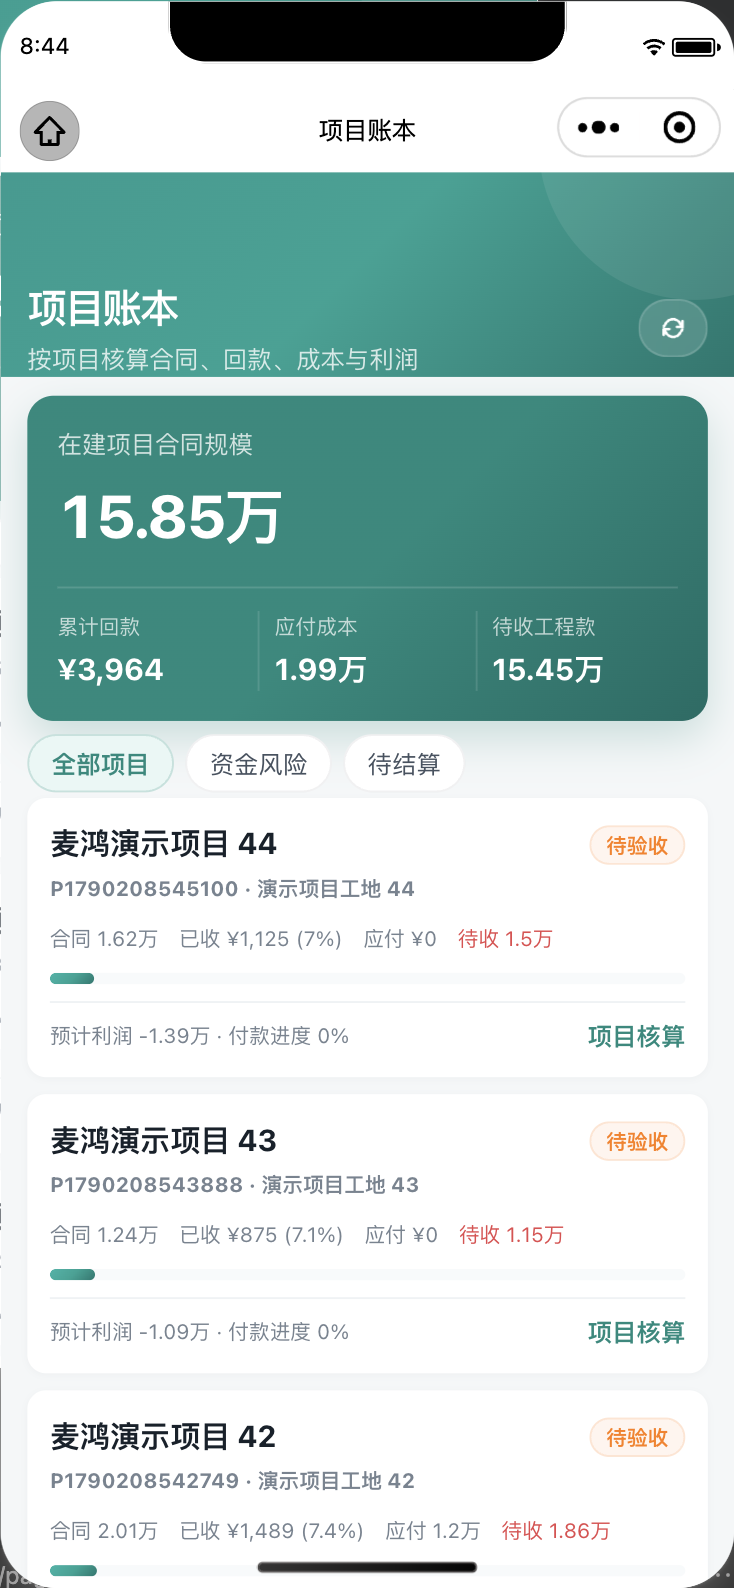 8:44
项目账本
项目账本
按项目核算合同、回款、成本与利润
在建项目合同规模
15.85万
累计回款 应付成本 待收工程款
¥3,964 1.99万 15.45万
全部项目 资金风险 待结算
麦鸿演示项目 44 待验收
P1790208545100 · 演示项目工地 44
合同 1.62万 已收 ¥1,125 (7%) 应付 ¥0 待收 1.5万
预计利润 -1.39万 · 付款进度 0% 项目核算
麦鸿演示项目 43 待验收
P1790208543888 · 演示项目工地 43
合同 1.24万 已收 ¥875 (7.1%) 应付 ¥0 待收 1.15万
预计利润 -1.09万 · 付款进度 0% 项目核算
麦鸿演示项目 42 待验收
P1790208542749 · 演示项目工地 42
合同 2.01万 已收 ¥1,489 (7.4%) 应付 1.2万 待收 1.86万